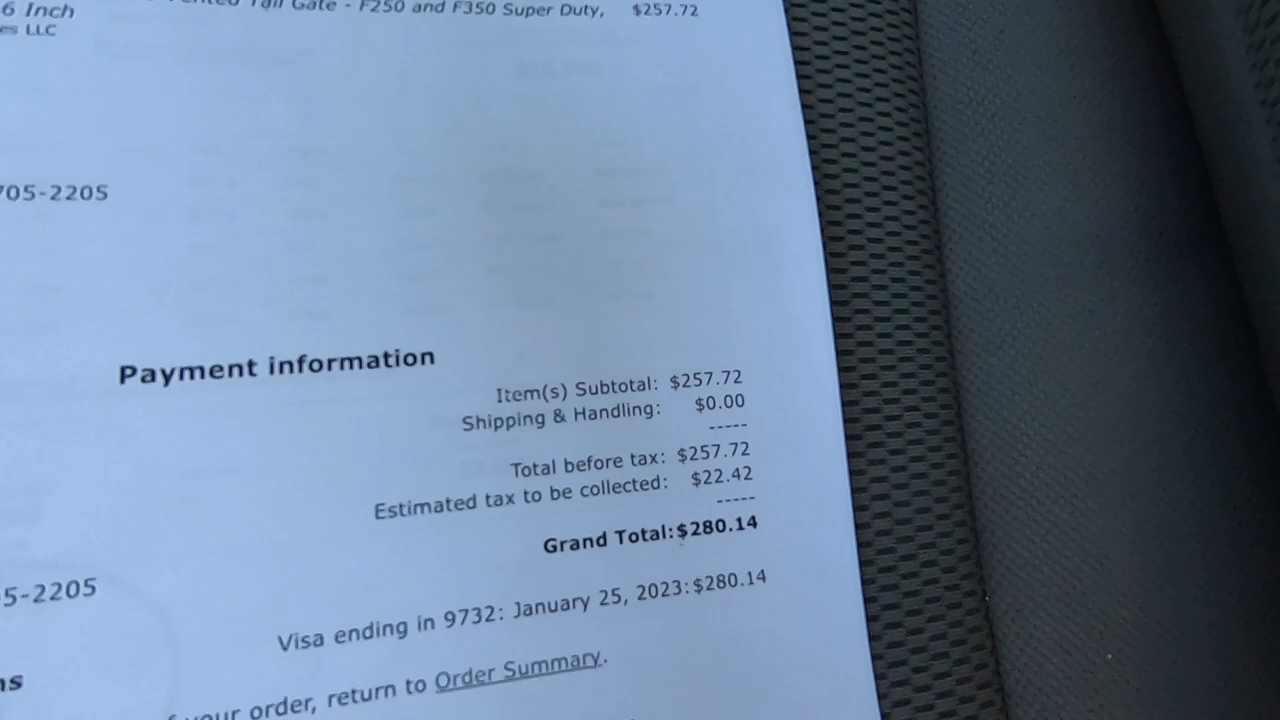 Tail Gate - F250 and F350 Super Duty, $257.72
6 Inch
LLC
705-2205
Payment information
Item(s) Subtotal: $257.72
Shipping & Handling: $0.00
-----
Total before tax: $257.72
Estimated tax to be collected: $22.42
-----
Grand Total:$280.14
5-2205
Visa ending in 9732: January 25, 2023:$280.14
your order, return to Order Summary.